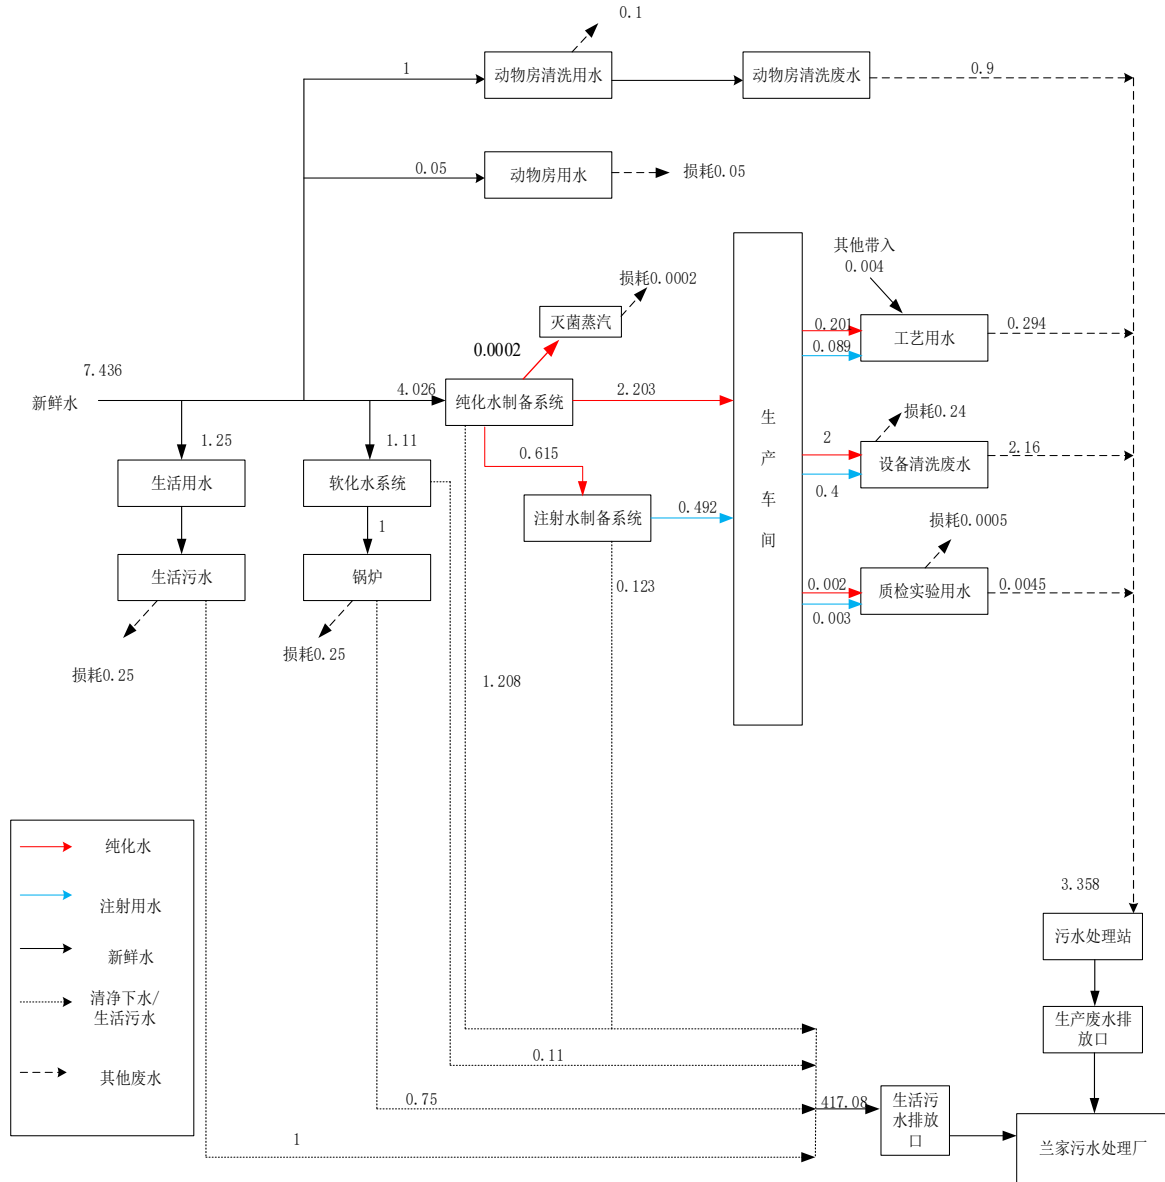 0.1
1
动物房清洗用水
动物房清洗废水
0.9
0.05
动物房用水
损耗0.05
其他带入
0.004
损耗0.0002
灭菌蒸汽
0.201
工艺用水
0.294
0.0002
0.089
7.436
新鲜水
4.026
纯化水制备系统
2.203
生产车间
损耗0.24
1.25
1.11
2
设备清洗废水
2.16
0.615
生活用水
软化水系统
0.4
注射水制备系统
0.492
1
损耗0.0005
生活污水
锅炉
0.123
0.002
质检实验用水
0.0045
0.003
损耗0.25
损耗0.25
1.208
纯化水
注射用水
新鲜水
清净下水/
生活污水
其他废水
3.358
污水处理站
生产废水排
放口
0.11
0.75
417.08
生活污
水排放
口
1
兰家污水处理厂